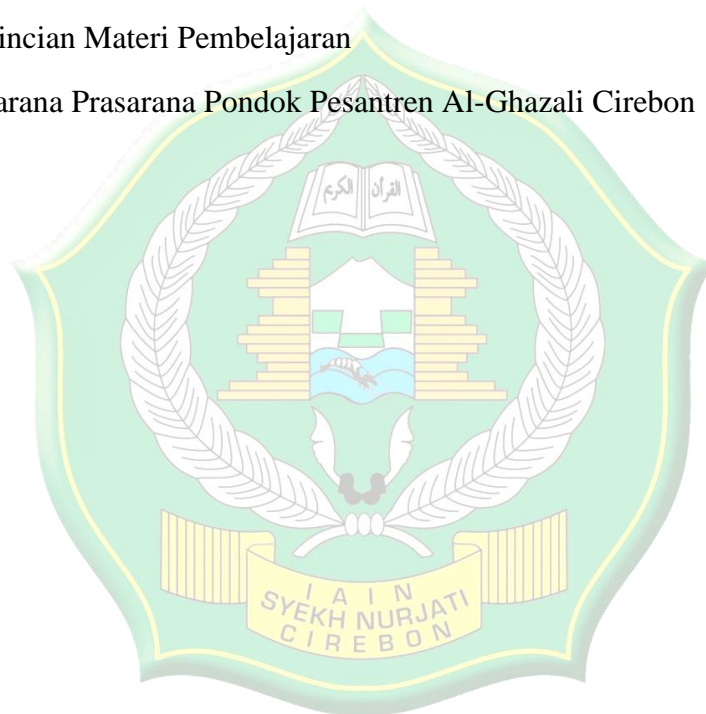 incian Materi Pembelajaran
arana Prasarana Pondok Pesantren Al-Ghazali Cirebon
القرآن الكريم
I A I N
SYEKH NURJATI
CIREBON